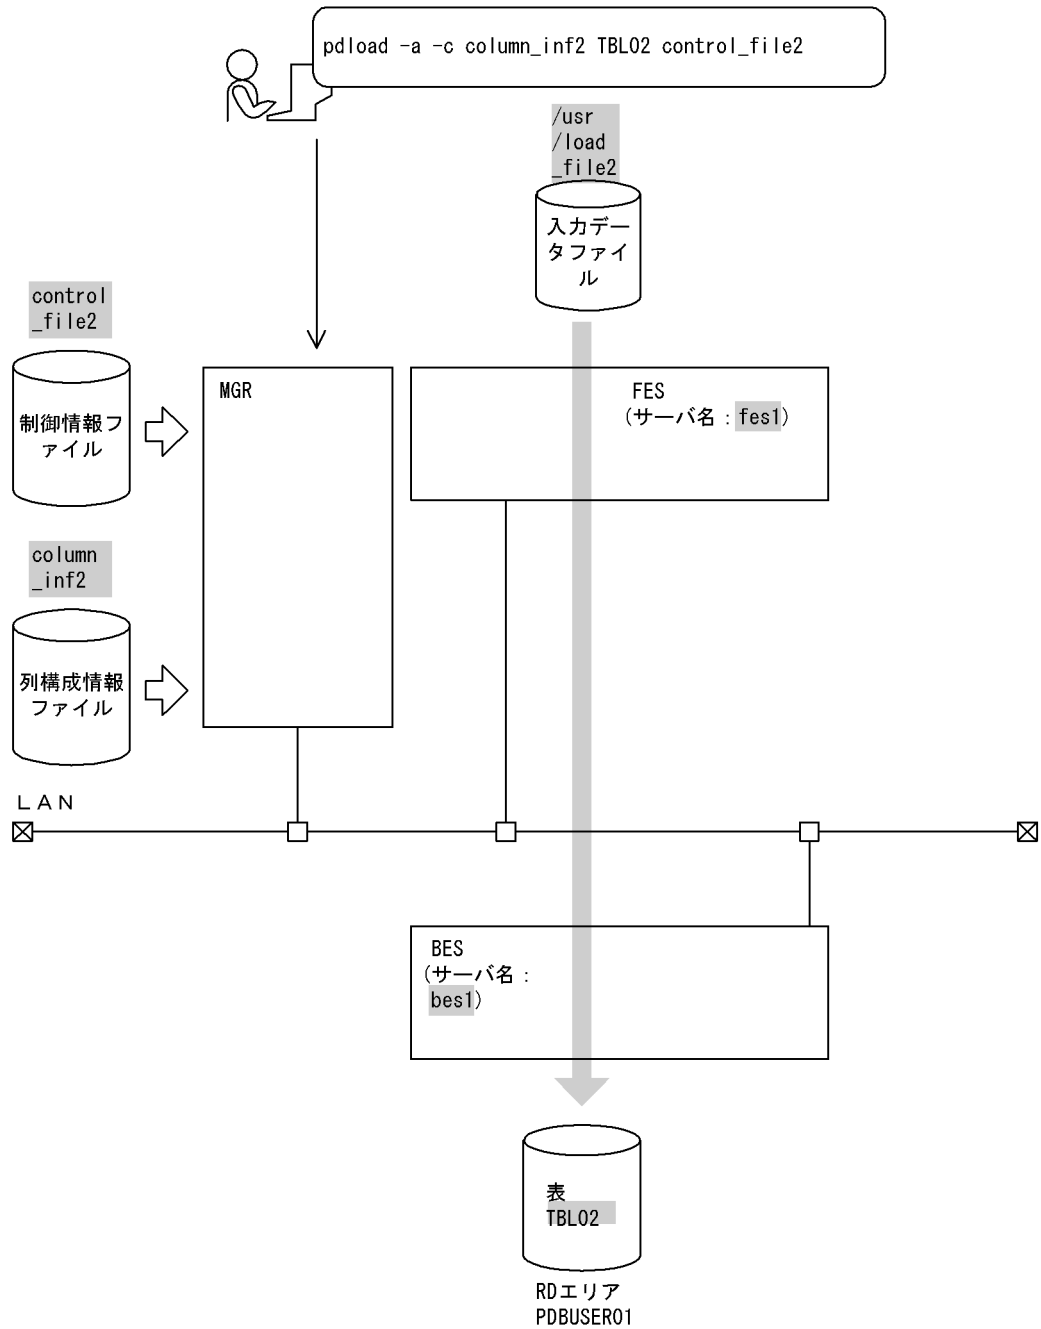 pdload -a -c column_inf2 TBL02 control_file2
/usr
/load
_file2
入力デー
タファイ
ル
control
_file2
制御情報フ
ァイル
MGR
FES
(サーバ名:fes1)
column
_inf2
列構成情報
ファイル
LAN
BES
(サーバ名:
bes1)
表
TBL02
RDエリア
PDBUSER01